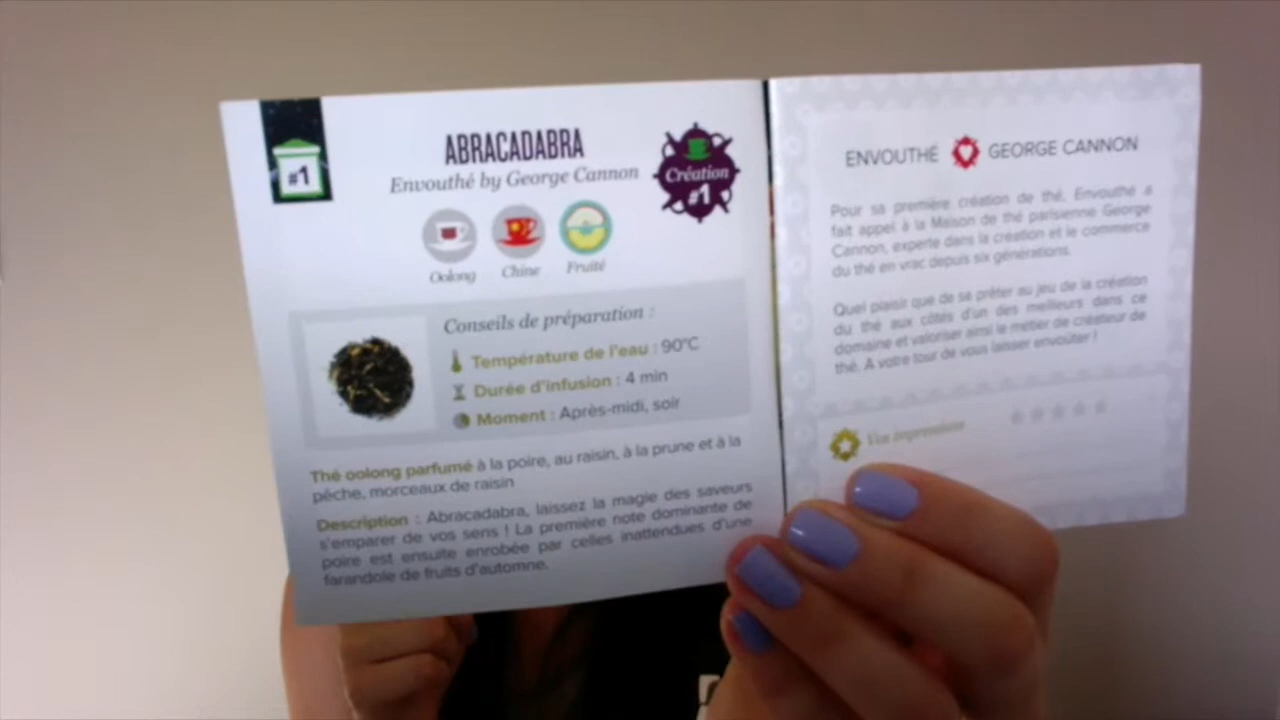 #1
ABRACADABRA
Envouthé by George Cannon
Création
#1
Oolong
Chine
Fruité
Conseils de préparation :
Température de l'eau : 90°C
Durée d'infusion : 4 min
Moment : Après-midi, soir
Thé oolong parfumé à la poire, au raisin, à la prune et à la
pêche, morceaux de raisin
Description : Abracadabra, laissez la magie des saveurs
s'emparer de vos sens ! La première note dominante de
poire est ensuite enrobée par celles inattendues d'une
farandole de fruits d'automne.
ENVOUTHÉ GEORGE CANNON
Pour sa première création de thé, Envouthé a
fait appel à la Maison de thé parisienne George
Cannon, experte dans la création et le commerce
du thé en vrac depuis six générations.
Quel plaisir que de se prêter au jeu de la création
du thé aux côtés d'un des meilleurs dans ce
domaine et valoriser ainsi le métier de créateur de
thé. A votre tour de vous laisser envouter !
Vos impressions